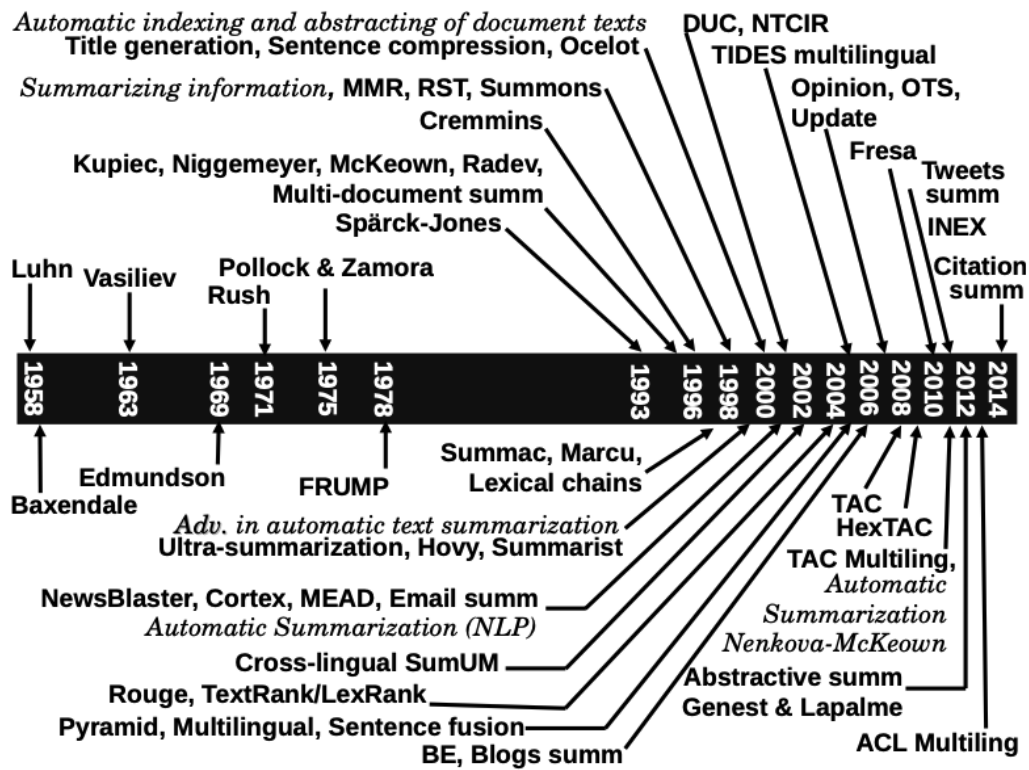 Automatic indexing and abstracting of document texts
Title generation, Sentence compression, Ocelot
Summarizing information, MMR, RST, Summons
Cremmins
Kupiec, Niggemeyer, McKeown, Radev,
Multi-document summ
Spärck-Jones
DUC, NTCIR
TIDES multilingual
Opinion, OTS,
Update
Fresa
Tweets
summ
INEX
Citation
summ
Luhn
Vasiliev
Pollock & Zamora
Rush
1958
1963
1969
1971
1975
1978
1993
1996
1998
2000
2002
2004
2006
2008
2010
2012
2014
Baxendale
Edmundson
FRUMP
Summac, Marcu,
Lexical chains
Adv. in automatic text summarization
Ultra-summarization, Hovy, Summarist
NewsBlaster, Cortex, MEAD, Email summ
Automatic Summarization (NLP)
Cross-lingual SumUM
Rouge, TextRank/LexRank
Pyramid, Multilingual, Sentence fusion
BE, Blogs summ
TAC
HexTAC
TAC Multiling,
Automatic
Summarization
Nenkova-McKeown
Abstractive summ
Genest & Lapalme
ACL Multiling